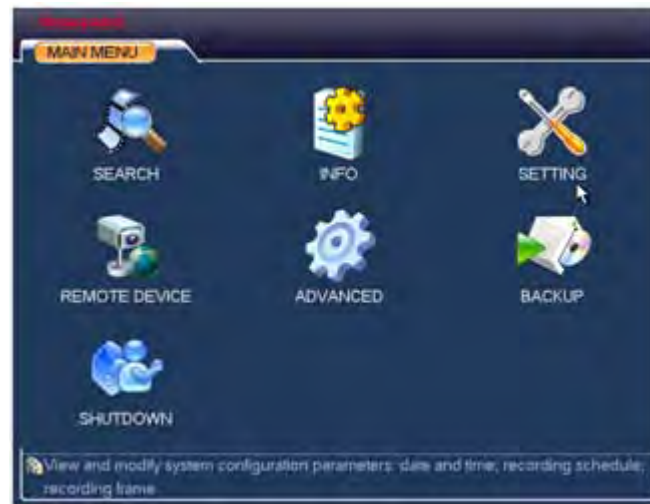 MAIN MENU
SEARCH
INFO
SETTING
REMOTE DEVICE
ADVANCED
BACKUP
SHUTDOWN
View and modify system configuration parameters: date and time; recording schedule;
recording frame